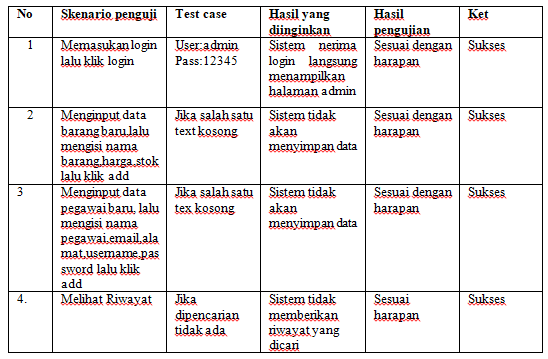 No Skenario penguji Test case Hasil yang diinginkan Hasil pengujian Ket
1 Memasukan login lalu klik login User:admin Pass:12345 Sistem nerima login langsung menampilkan halaman admin Sesuai dengan harapan Sukses
2 Menginput data barang baru,lalu mengisi nama barang,harga,stok lalu klik add Jika salah satu text kosong Sistem tidak akan menyimpan data Sesuai dengan harapan Sukses
3 Menginput data pegawai baru, lalu mengisi nama pegawai,email,alamat,username,password lalu klik add Jika salah satu tex kosong Sistem tidak akan menyimpan data Sesuai dengan harapan Sukses
4. Melihat Riwayat Jika dipencarian tidak ada Sistem tidak memberikan riwayat yang dicari Sesuai harapan Sukses